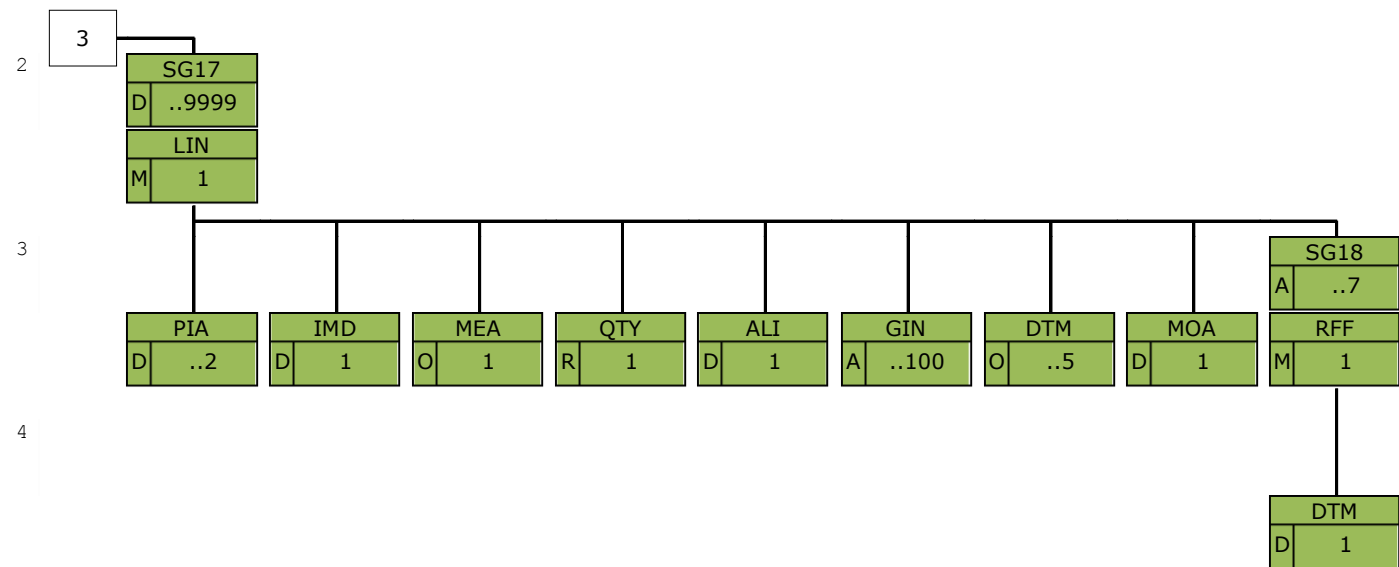 3
2
SG17
D ..9999
LIN
M 1
3
SG18
A ..7
PIA IMD MEA QTY ALI GIN DTM MOA RFF
D ..2 D 1 O 1 R 1 D 1 A ..100 O ..5 D 1 M 1
4
DTM
D 1